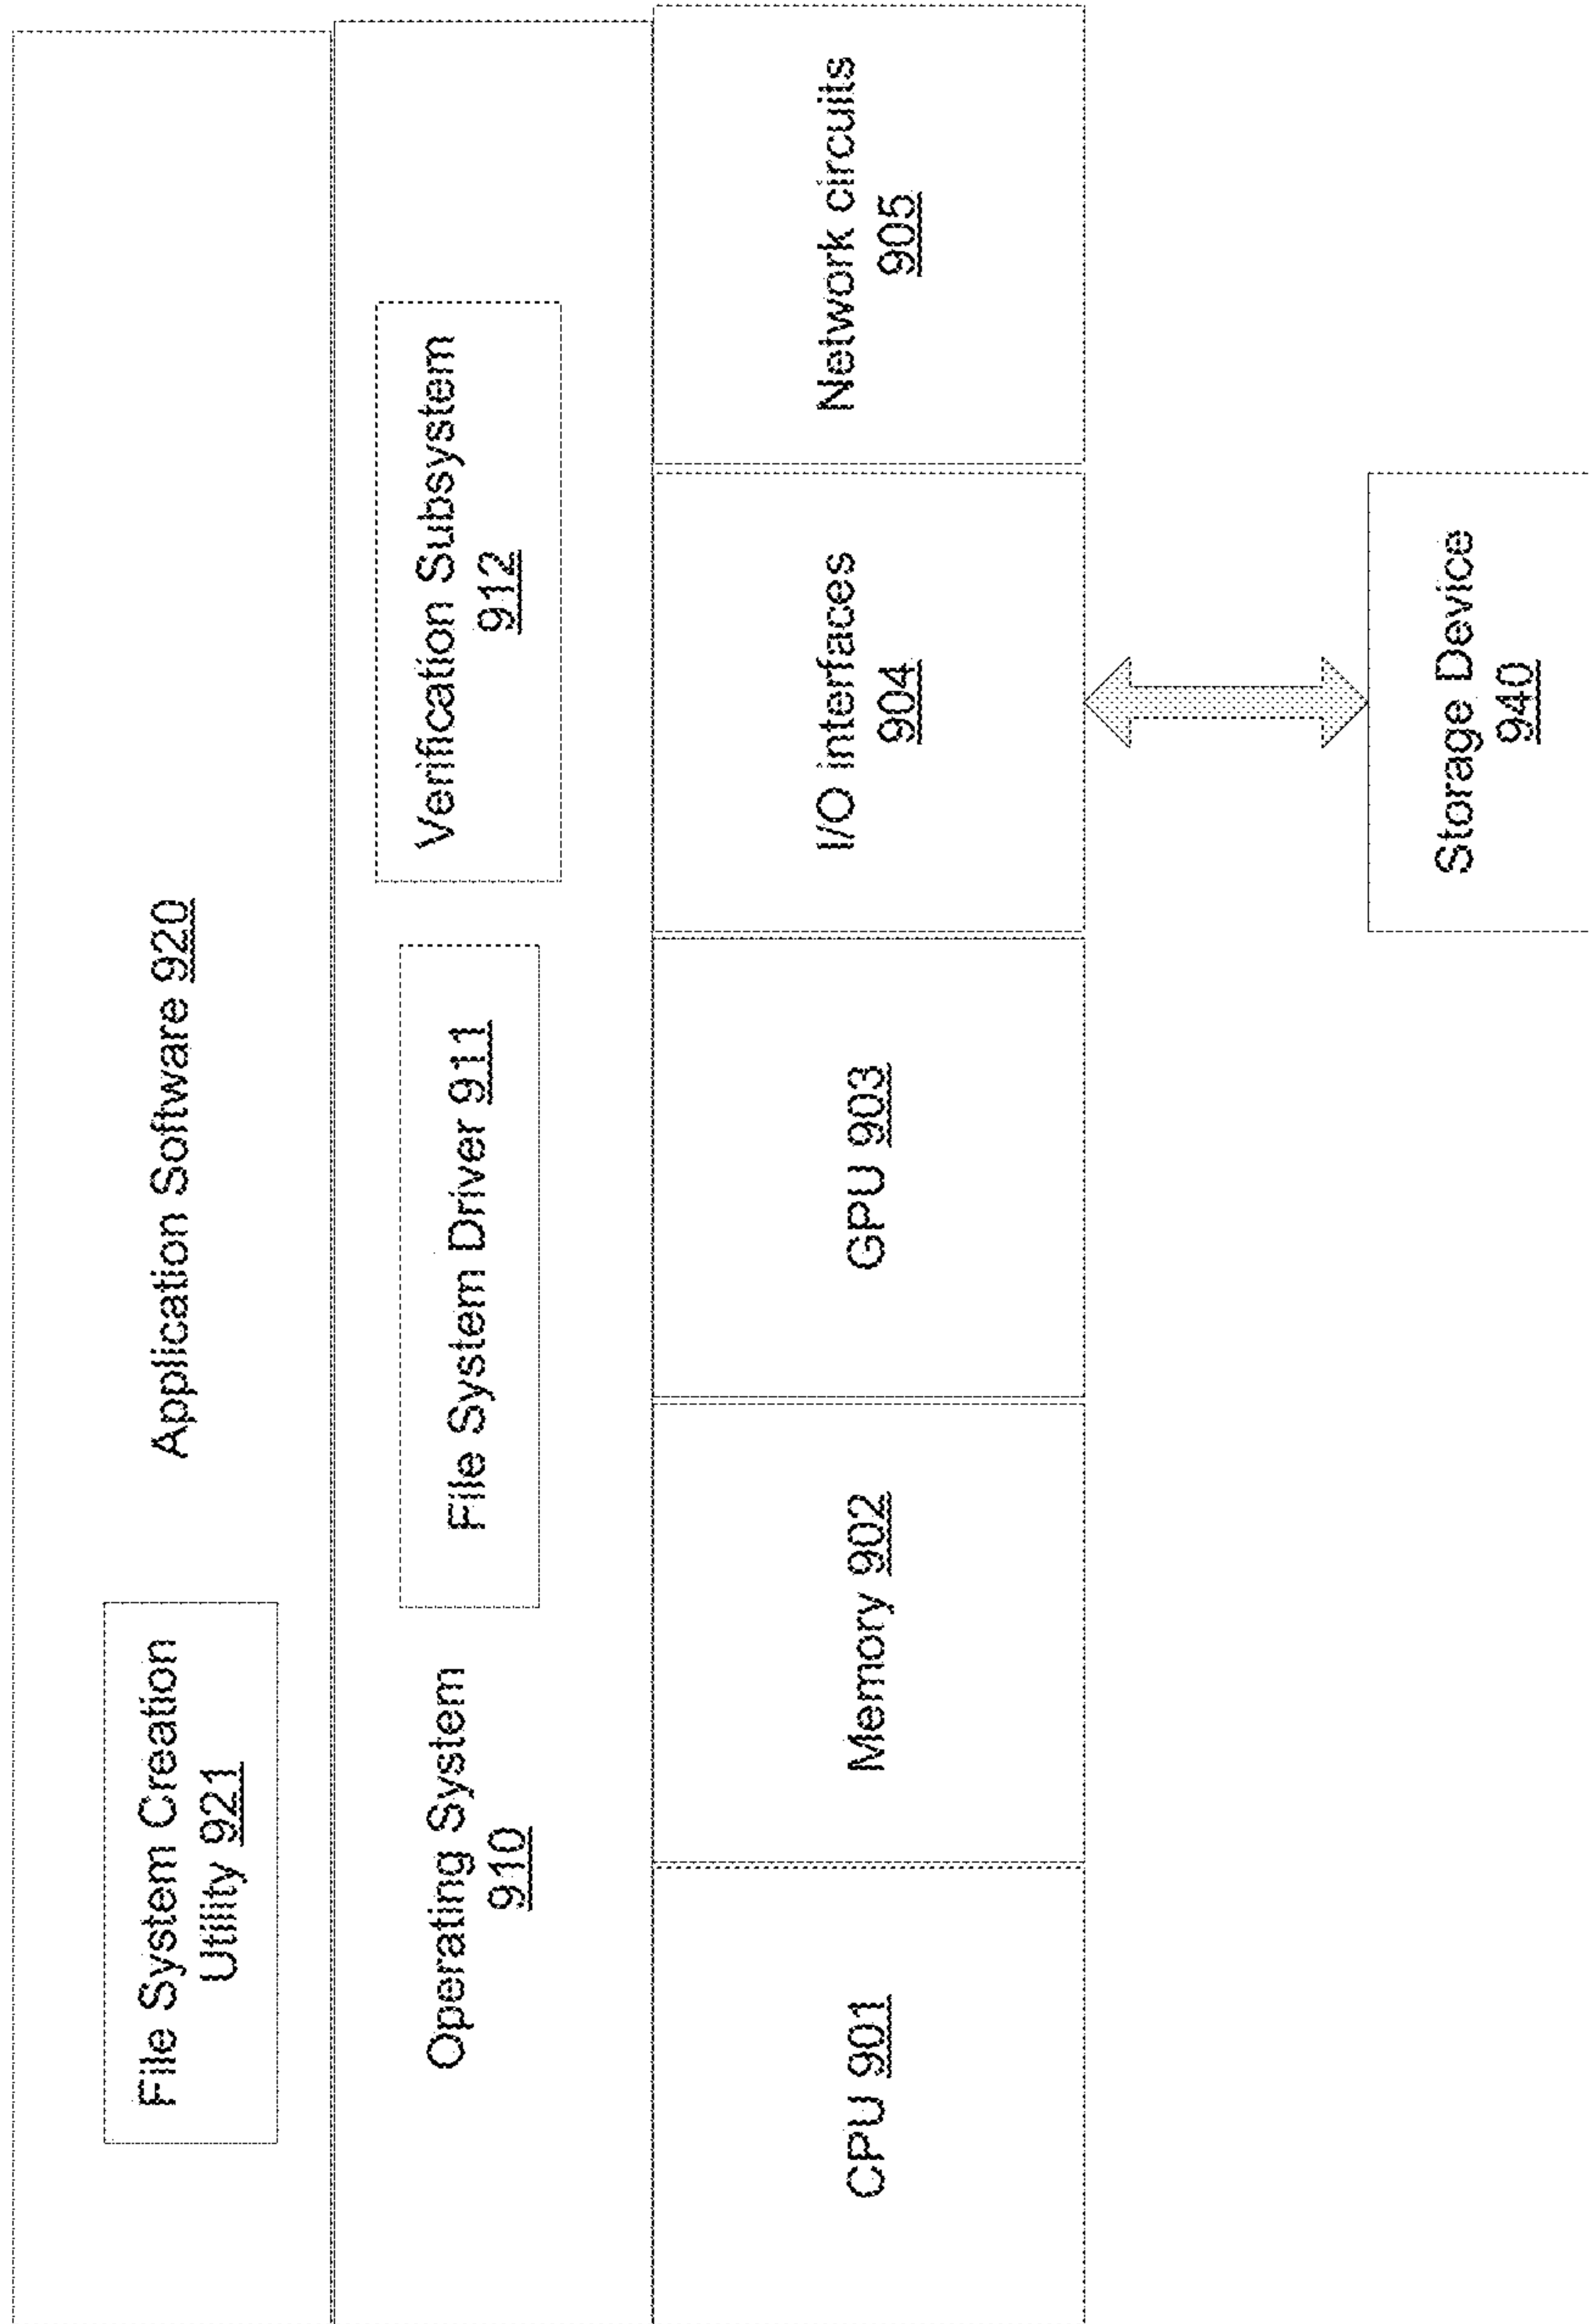 File System Creation
Utility 921
Application Software 920
Operating System
910
File System Driver 911
Verification Subsystem
912
CPU 901
Memory 902
GPU 903
I/O interfaces
904
Network circuits
905
Storage Device
940